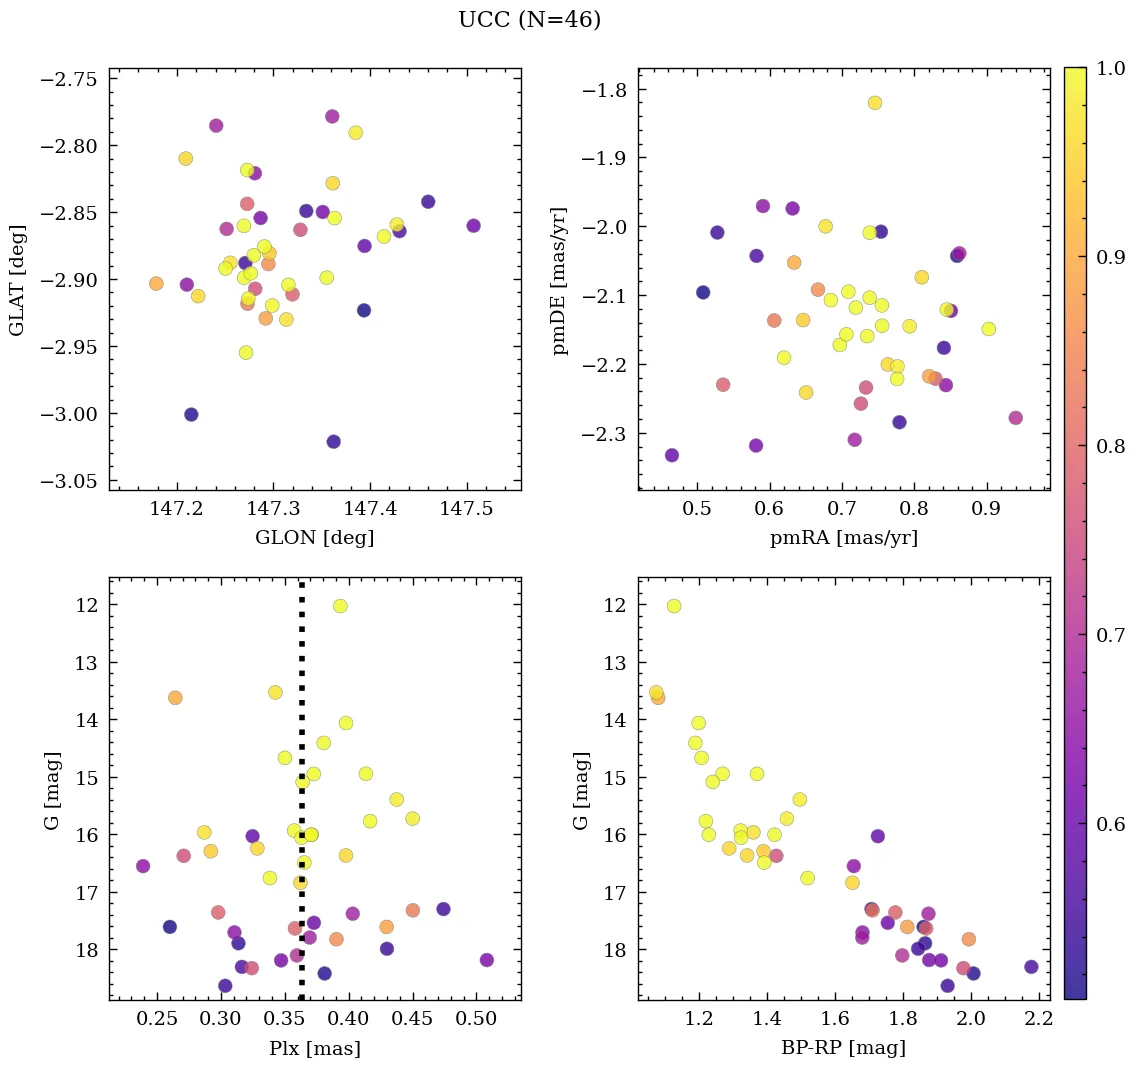 UCC (N=46)
−2.75
−2.80
−2.85
−2.90
−2.95
−3.00
−3.05
GLAT [deg]
147.2 147.3 147.4 147.5
GLON [deg]
−1.8
−1.9
−2.0
−2.1
−2.2
−2.3
pmDE [mas/yr]
0.5 0.6 0.7 0.8 0.9
pmRA [mas/yr]
12
13
14
15
16
17
18
G [mag]
0.25 0.30 0.35 0.40 0.45 0.50
Plx [mas]
12
13
14
15
16
17
18
G [mag]
1.2 1.4 1.6 1.8 2.0 2.2
BP-RP [mag]
1.0
0.9
0.8
0.7
0.6